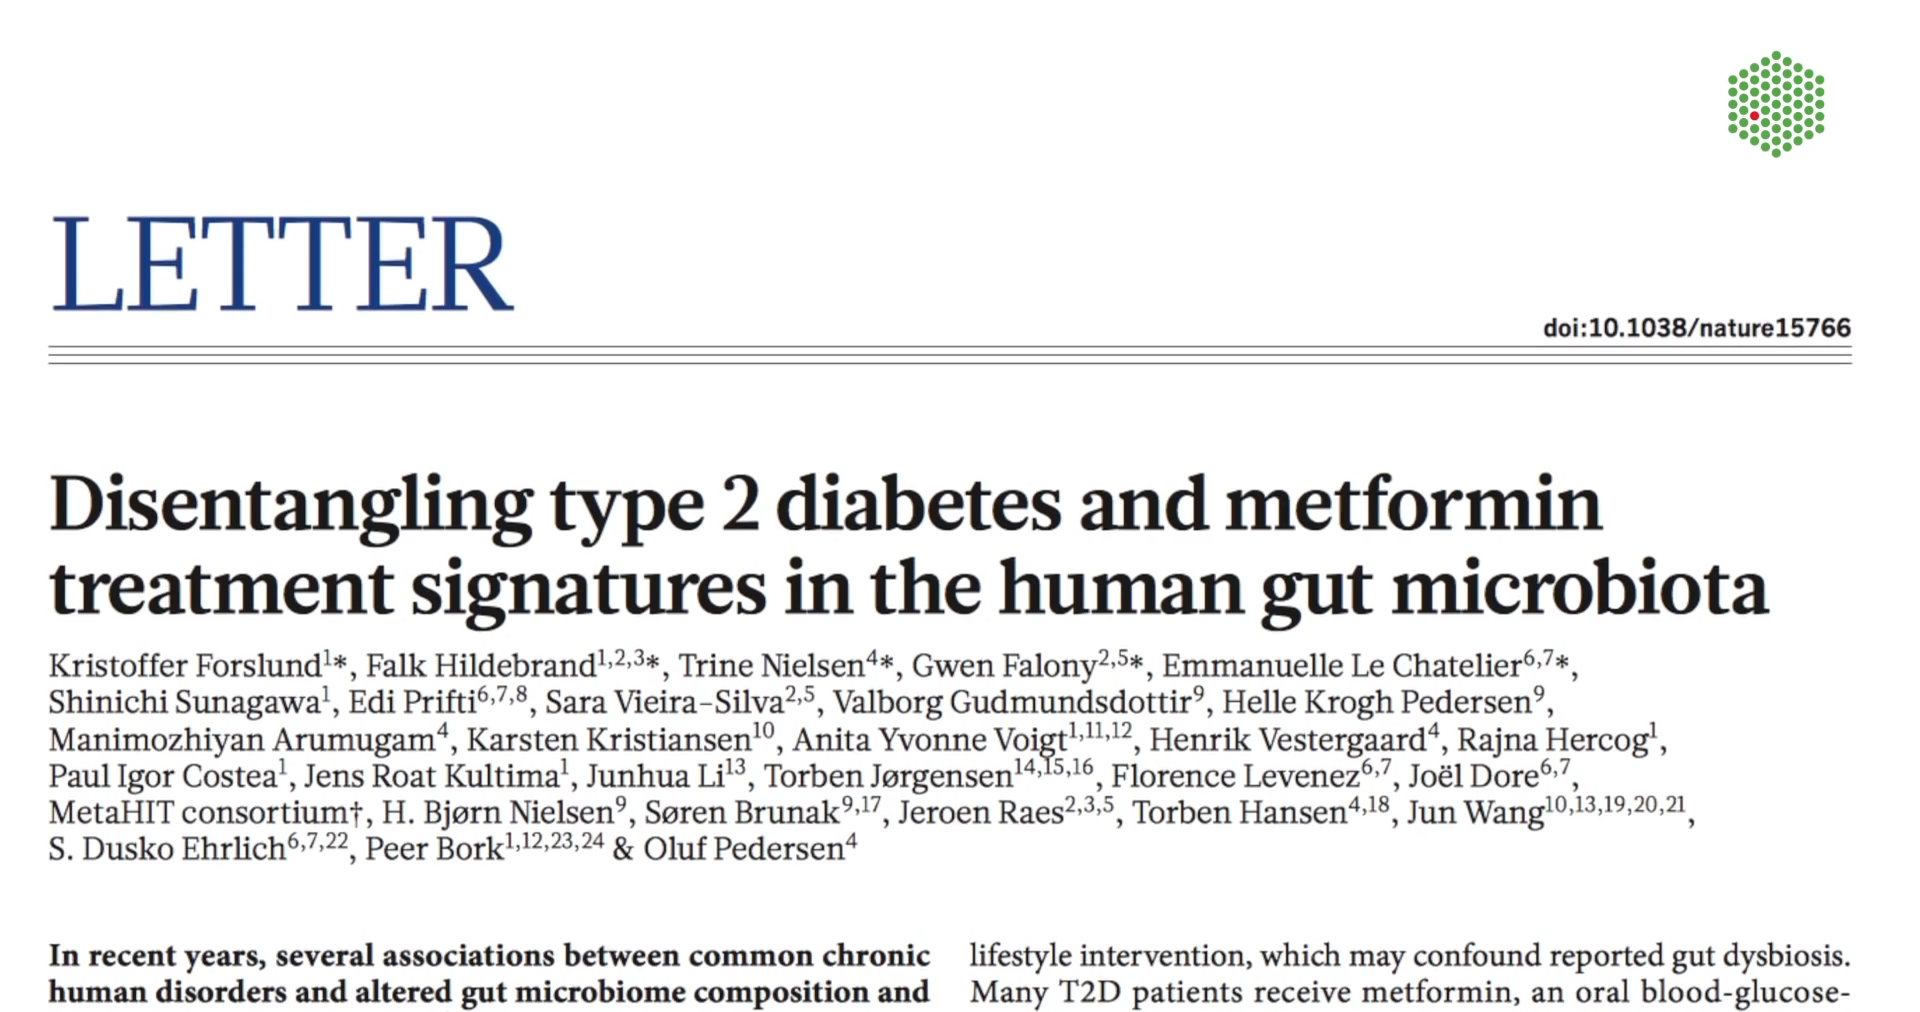 LETTER
doi:10.1038/nature15766
Disentangling type 2 diabetes and metformin
treatment signatures in the human gut microbiota
Kristoffer Forslund1*, Falk Hildebrand1,2,3*, Trine Nielsen4*, Gwen Falony2,5*, Emmanuelle Le Chatelier6,7*,
Shinichi Sunagawa1, Edi Prifti6,7,8, Sara Vieira-Silva2,5, Valborg Gudmundsdottir9, Helle Krogh Pedersen9,
Manimozhiyan Arumugam4, Karsten Kristiansen10, Anita Yvonne Voigt1,11,12, Henrik Vestergaard4, Rajna Hercog1,
Paul Igor Costea1, Jens Roat Kultima1, Junhua Li13, Torben Jørgensen14,15,16, Florence Levenez6,7, Joël Dore6,7,
MetaHIT consortium†, H. Bjørn Nielsen9, Søren Brunak9,17, Jeroen Raes2,3,5, Torben Hansen4,18, Jun Wang10,13,19,20,21,
S. Dusko Ehrlich6,7,22, Peer Bork1,12,23,24 & Oluf Pedersen4
In recent years, several associations between common chronic
human disorders and altered gut microbiome composition and
lifestyle intervention, which may confound reported gut dysbiosis.
Many T2D patients receive metformin, an oral blood-glucose-